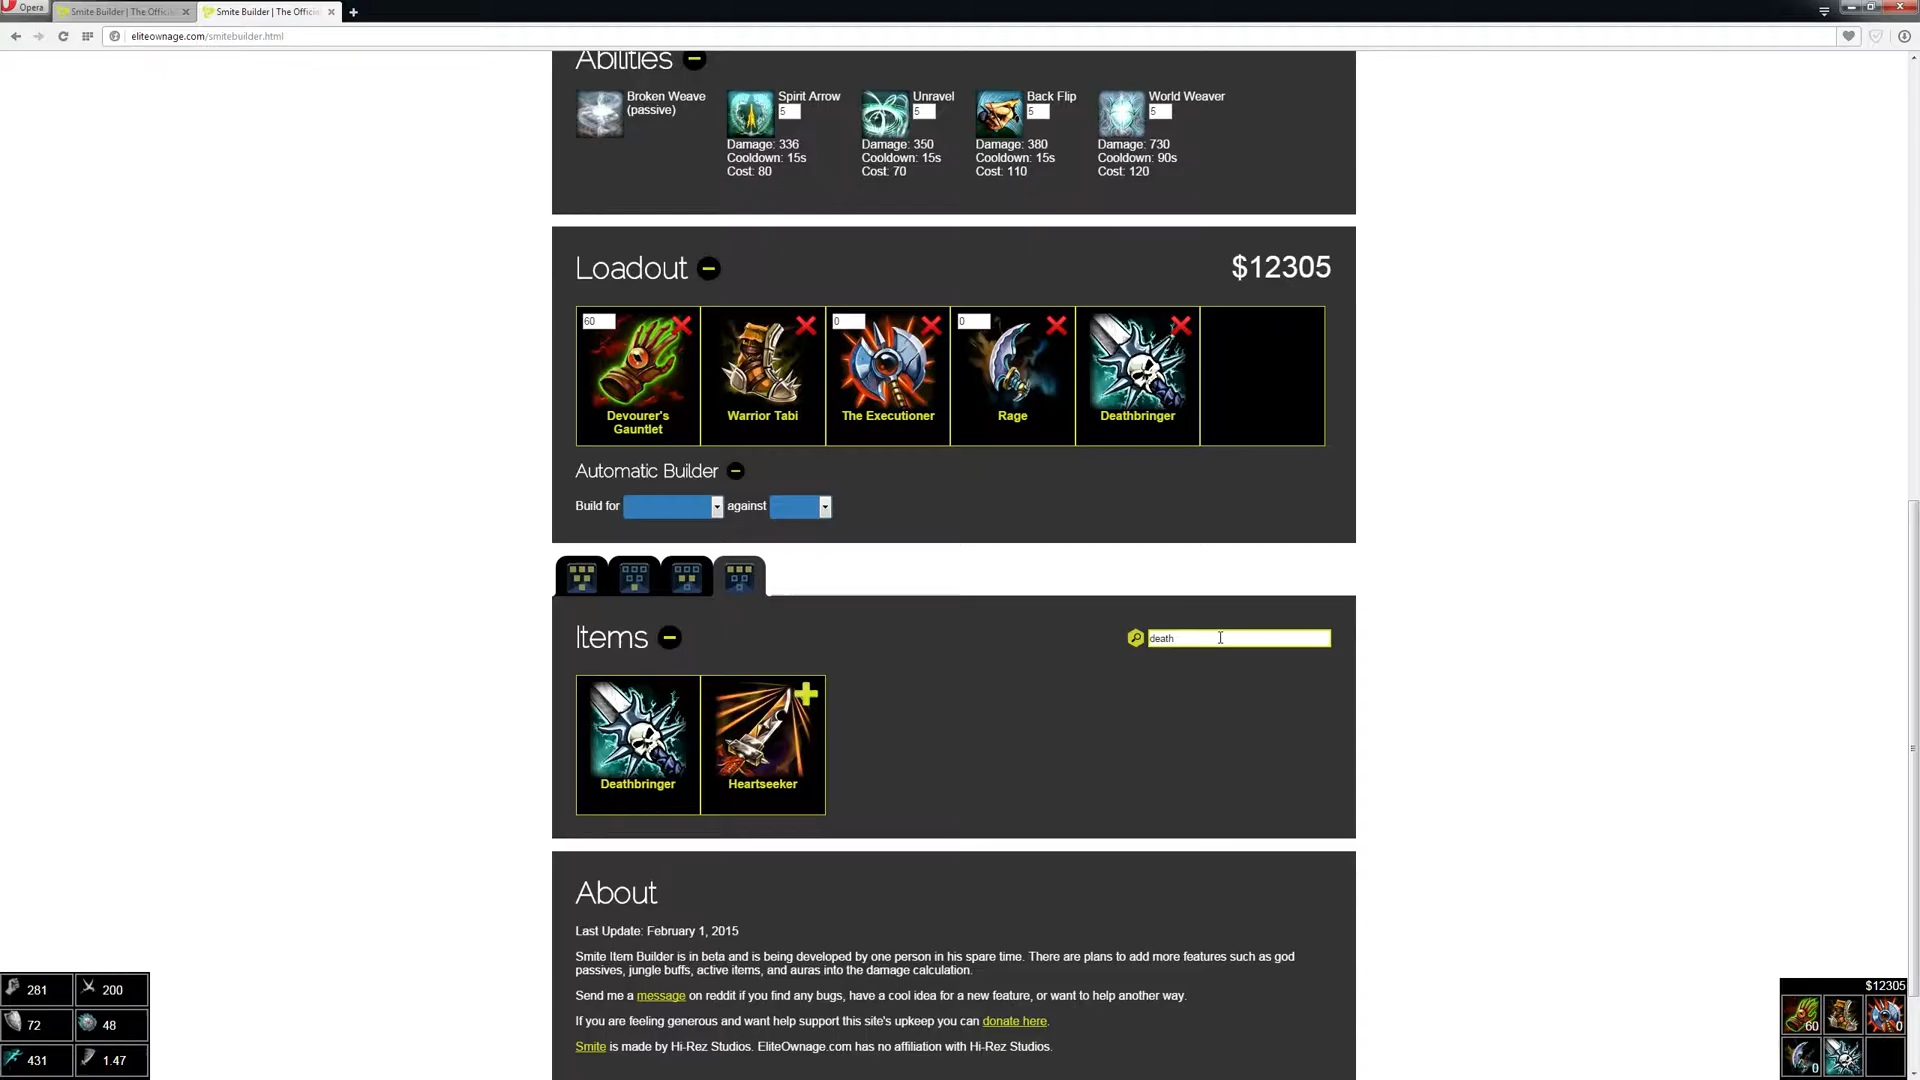 Opera
Smite Builder | The Officia
Smite Builder | The Officia
eliteownage.com/smitebuilder.html
Abilities
Broken Weave
(passive)
Spirit Arrow
5
Damage: 336
Cooldown: 15s
Cost: 80
Unravel
5
Damage: 350
Cooldown: 15s
Cost: 70
Back Flip
5
Damage: 380
Cooldown: 15s
Cost: 110
World Weaver
5
Damage: 730
Cooldown: 90s
Cost: 120
Loadout
$12305
60
Devourer's
Gauntlet
Warrior Tabi
0
The Executioner
0
Rage
Deathbringer
Automatic Builder
Build for
against
Items
death
Deathbringer
Heartseeker
About
Last Update: February 1, 2015
Smite Item Builder is in beta and is being developed by one person in his spare time. There are plans to add more features such as god
passives, jungle buffs, active items, and auras into the damage calculation.
Send me a message on reddit if you find any bugs, have a cool idea for a new feature, or want to help another way.
If you are feeling generous and want help support this site's upkeep you can donate here.
Smite is made by Hi-Rez Studios. EliteOwnage.com has no affiliation with Hi-Rez Studios.
281
200
72
48
431
1.47
$12305
60
0
0